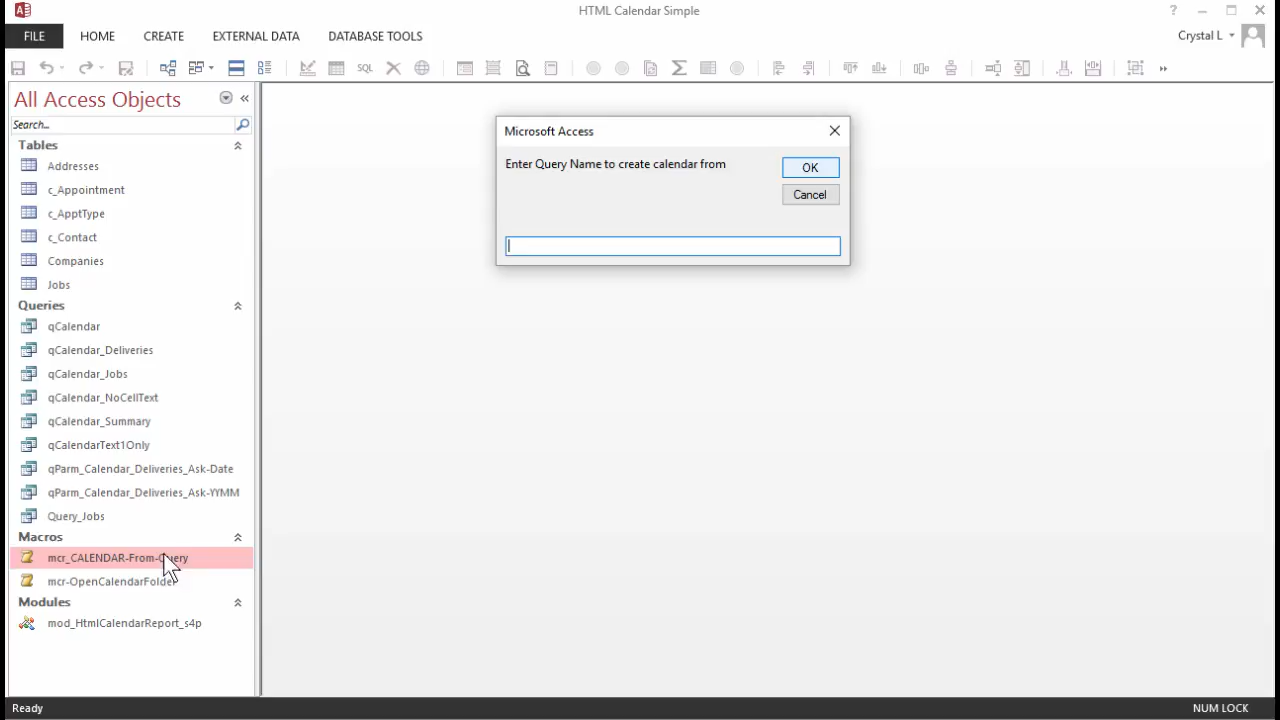 HTML Calendar Simple
?
FILE
HOME
CREATE
EXTERNAL DATA
DATABASE TOOLS
Crystal L
SQL
All Access Objects
Search...
Tables
Addresses
c_Appointment
c_ApptType
c_Contact
Companies
Jobs
Queries
qCalendar
qCalendar_Deliveries
qCalendar_Jobs
qCalendar_NoCellText
qCalendar_Summary
qCalendarText1Only
qParm_Calendar_Deliveries_Ask-Date
qParm_Calendar_Deliveries_Ask-YYMM
Query_Jobs
Macros
mcr_CALENDAR-From-Query
mcr-OpenCalendarFolder
Modules
mod_HtmlCalendarReport_s4p
Microsoft Access
Enter Query Name to create calendar from
OK
Cancel
Ready
NUM LOCK